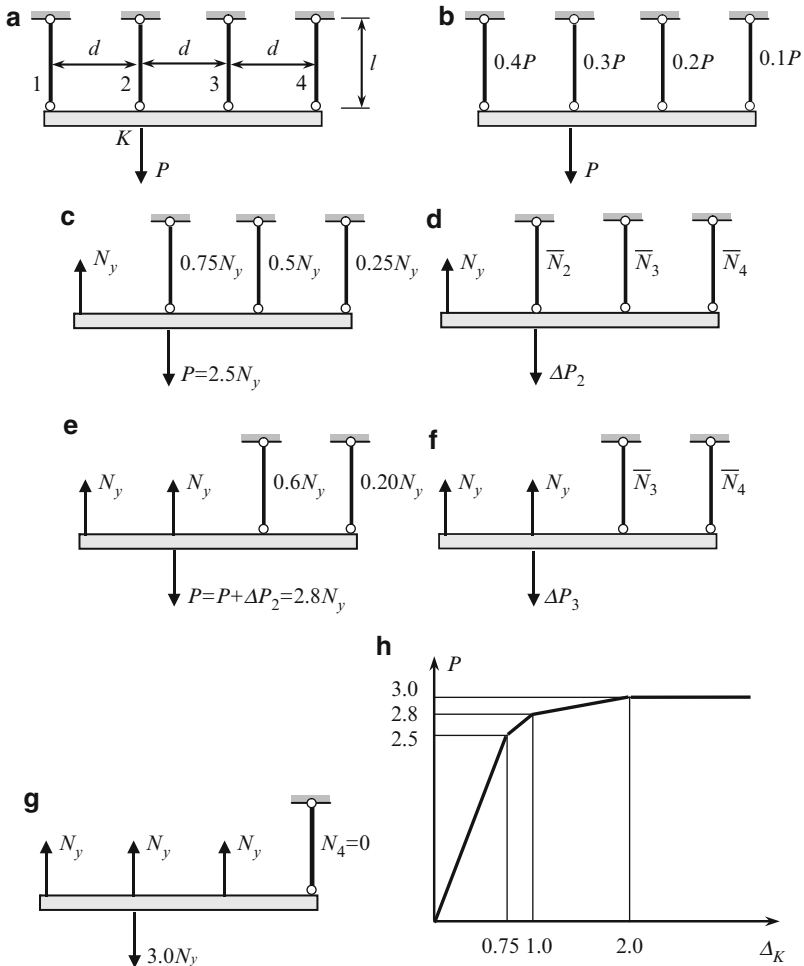 a
d
d
d
l
1
2
3
4
K
P
b
0.4P
0.3P
0.2P
0.1P
P
c
N_y
0.75N_y
0.5N_y
0.25N_y
P=2.5N_y
d
N_y
N̅_2
N̅_3
N̅_4
ΔP_2
e
N_y
N_y
0.6N_y
0.20N_y
P=P+ΔP_2=2.8N_y
f
N_y
N_y
N̅_3
N̅_4
ΔP_3
g
N_y
N_y
N_y
N_4=0
3.0N_y
h
P
3.0
2.8
2.5
0.75
1.0
2.0
Δ_K